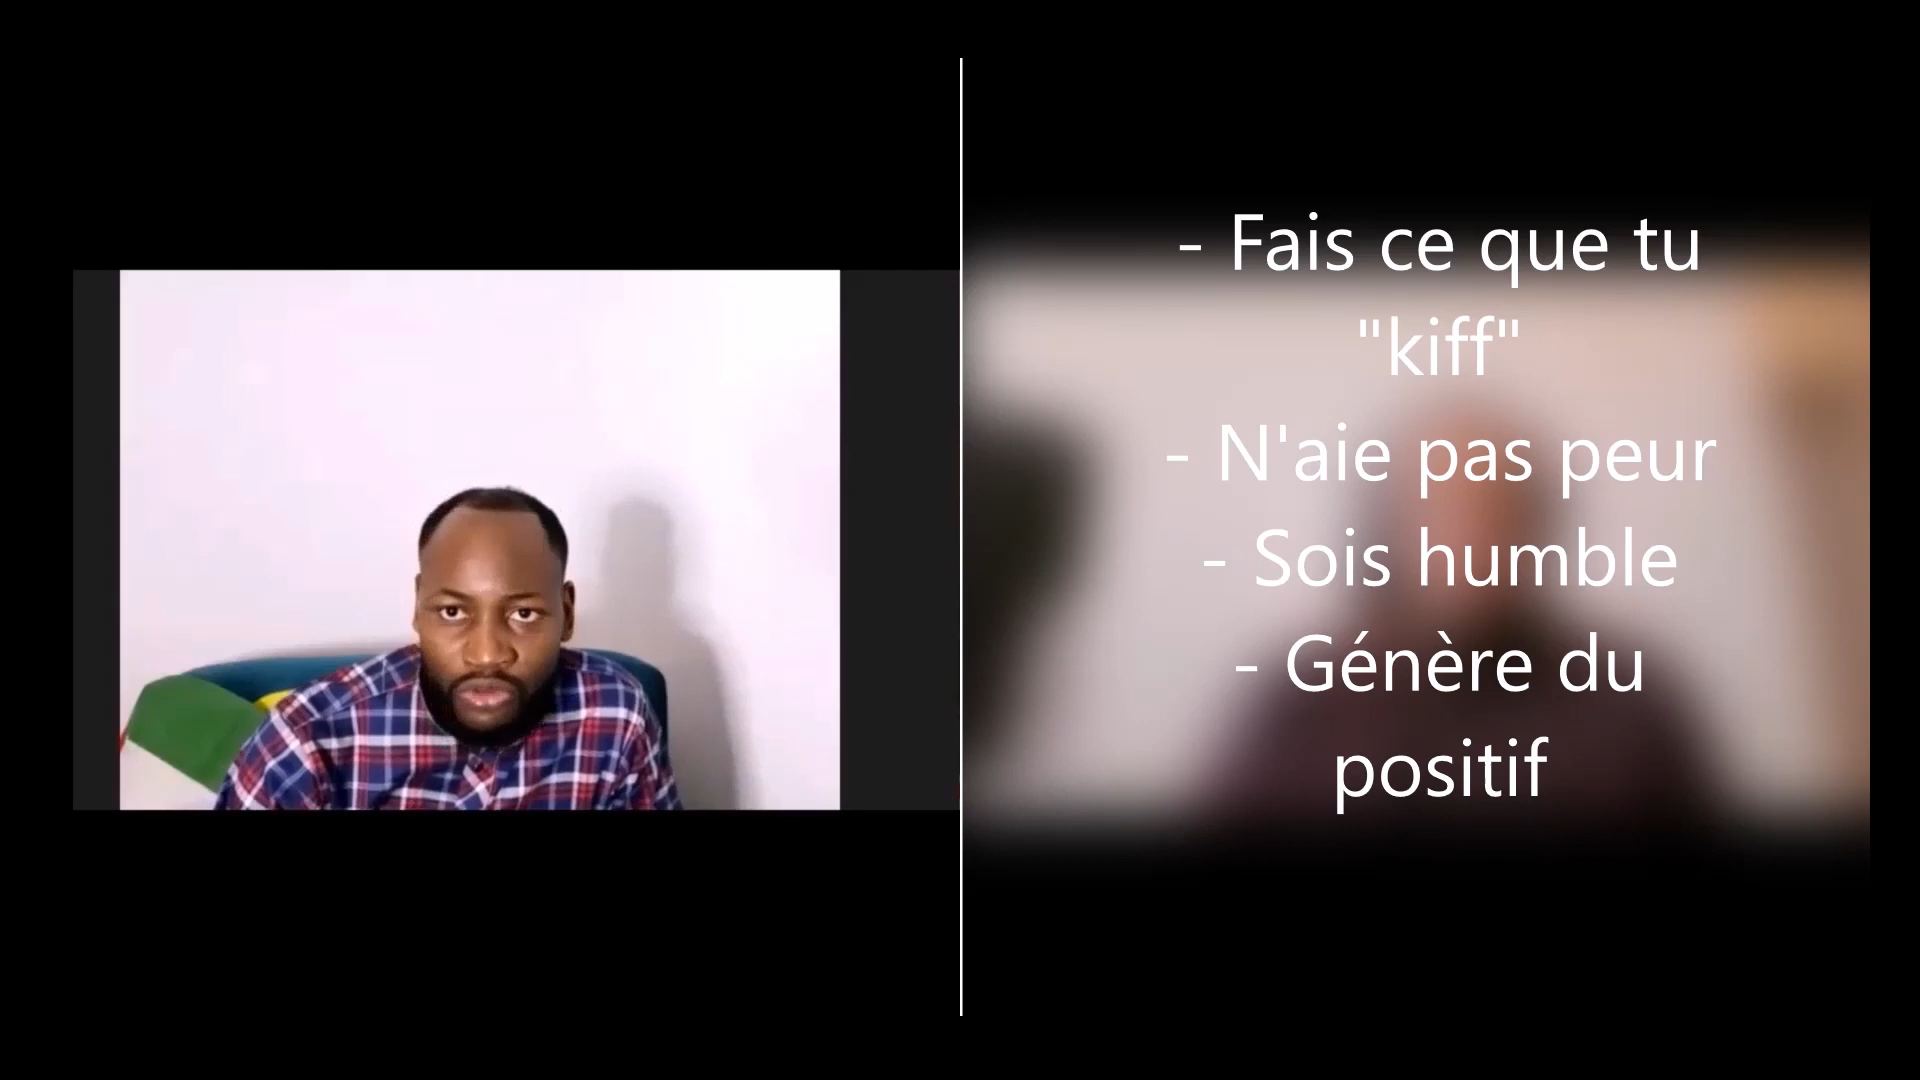 - Fais ce que tu
"kiff"
- N'aie pas peur
- Sois humble
- Génère du
positif